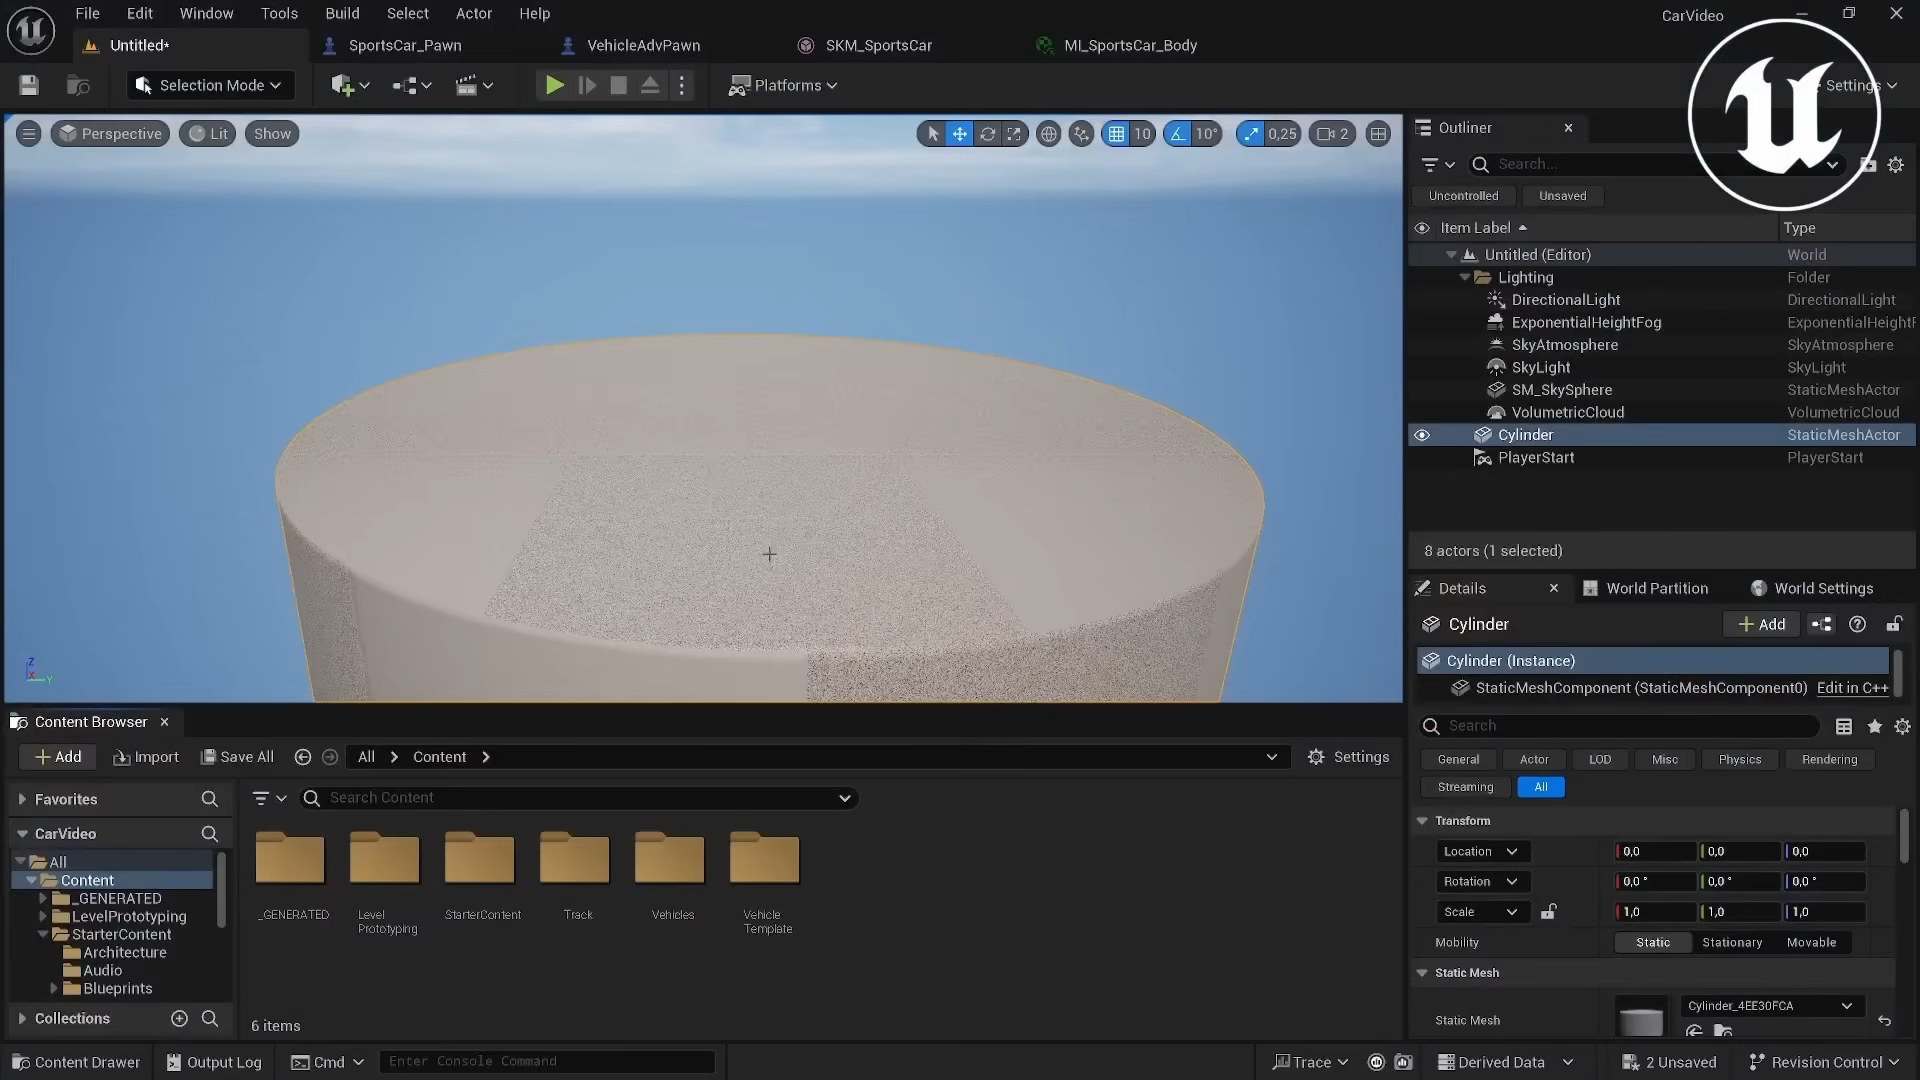 File Edit Window Tools Build Select Actor Help
CarVideo
Untitled*
SportsCar_Pawn
VehicleAdvPawn
SKM_SportsCar
MI_SportsCar_Body
Selection Mode
Platforms
Settings
Perspective
Lit
Show
10
10°
0,25
2
Outliner
Search...
Uncontrolled
Unsaved
Item Label
Type
Untitled (Editor) World
Lighting Folder
DirectionalLight DirectionalLight
ExponentialHeightFog ExponentialHeightF
SkyAtmosphere SkyAtmosphere
SkyLight SkyLight
SM_SkySphere StaticMeshActor
VolumetricCloud VolumetricCloud
Cylinder StaticMeshActor
PlayerStart PlayerStart
8 actors (1 selected)
Details
World Partition
World Settings
Cylinder
Add
Cylinder (Instance)
StaticMeshComponent (StaticMeshComponent0) Edit in C++
Search
General Actor LOD Misc Physics Rendering
Streaming All
Transform
Location 0,0 0,0 0,0
Rotation 0,0 ° 0,0 ° 0,0 °
Scale 1,0 1,0 1,0
Mobility Static Stationary Movable
Static Mesh
Static Mesh
Cylinder_4EE30FCA
Z
X
Y
Content Browser
Add
Import
Save All
All
Content
Settings
Favorites
CarVideo
All
Content
_GENERATED
LevelPrototyping
StarterContent
Architecture
Audio
Blueprints
Collections
Search Content
_GENERATED
Level
Prototyping
StarterContent
Track
Vehicles
Vehicle
Template
6 items
Content Drawer
Output Log
Cmd
Enter Console Command
Trace
Derived Data
2 Unsaved
Revision Control